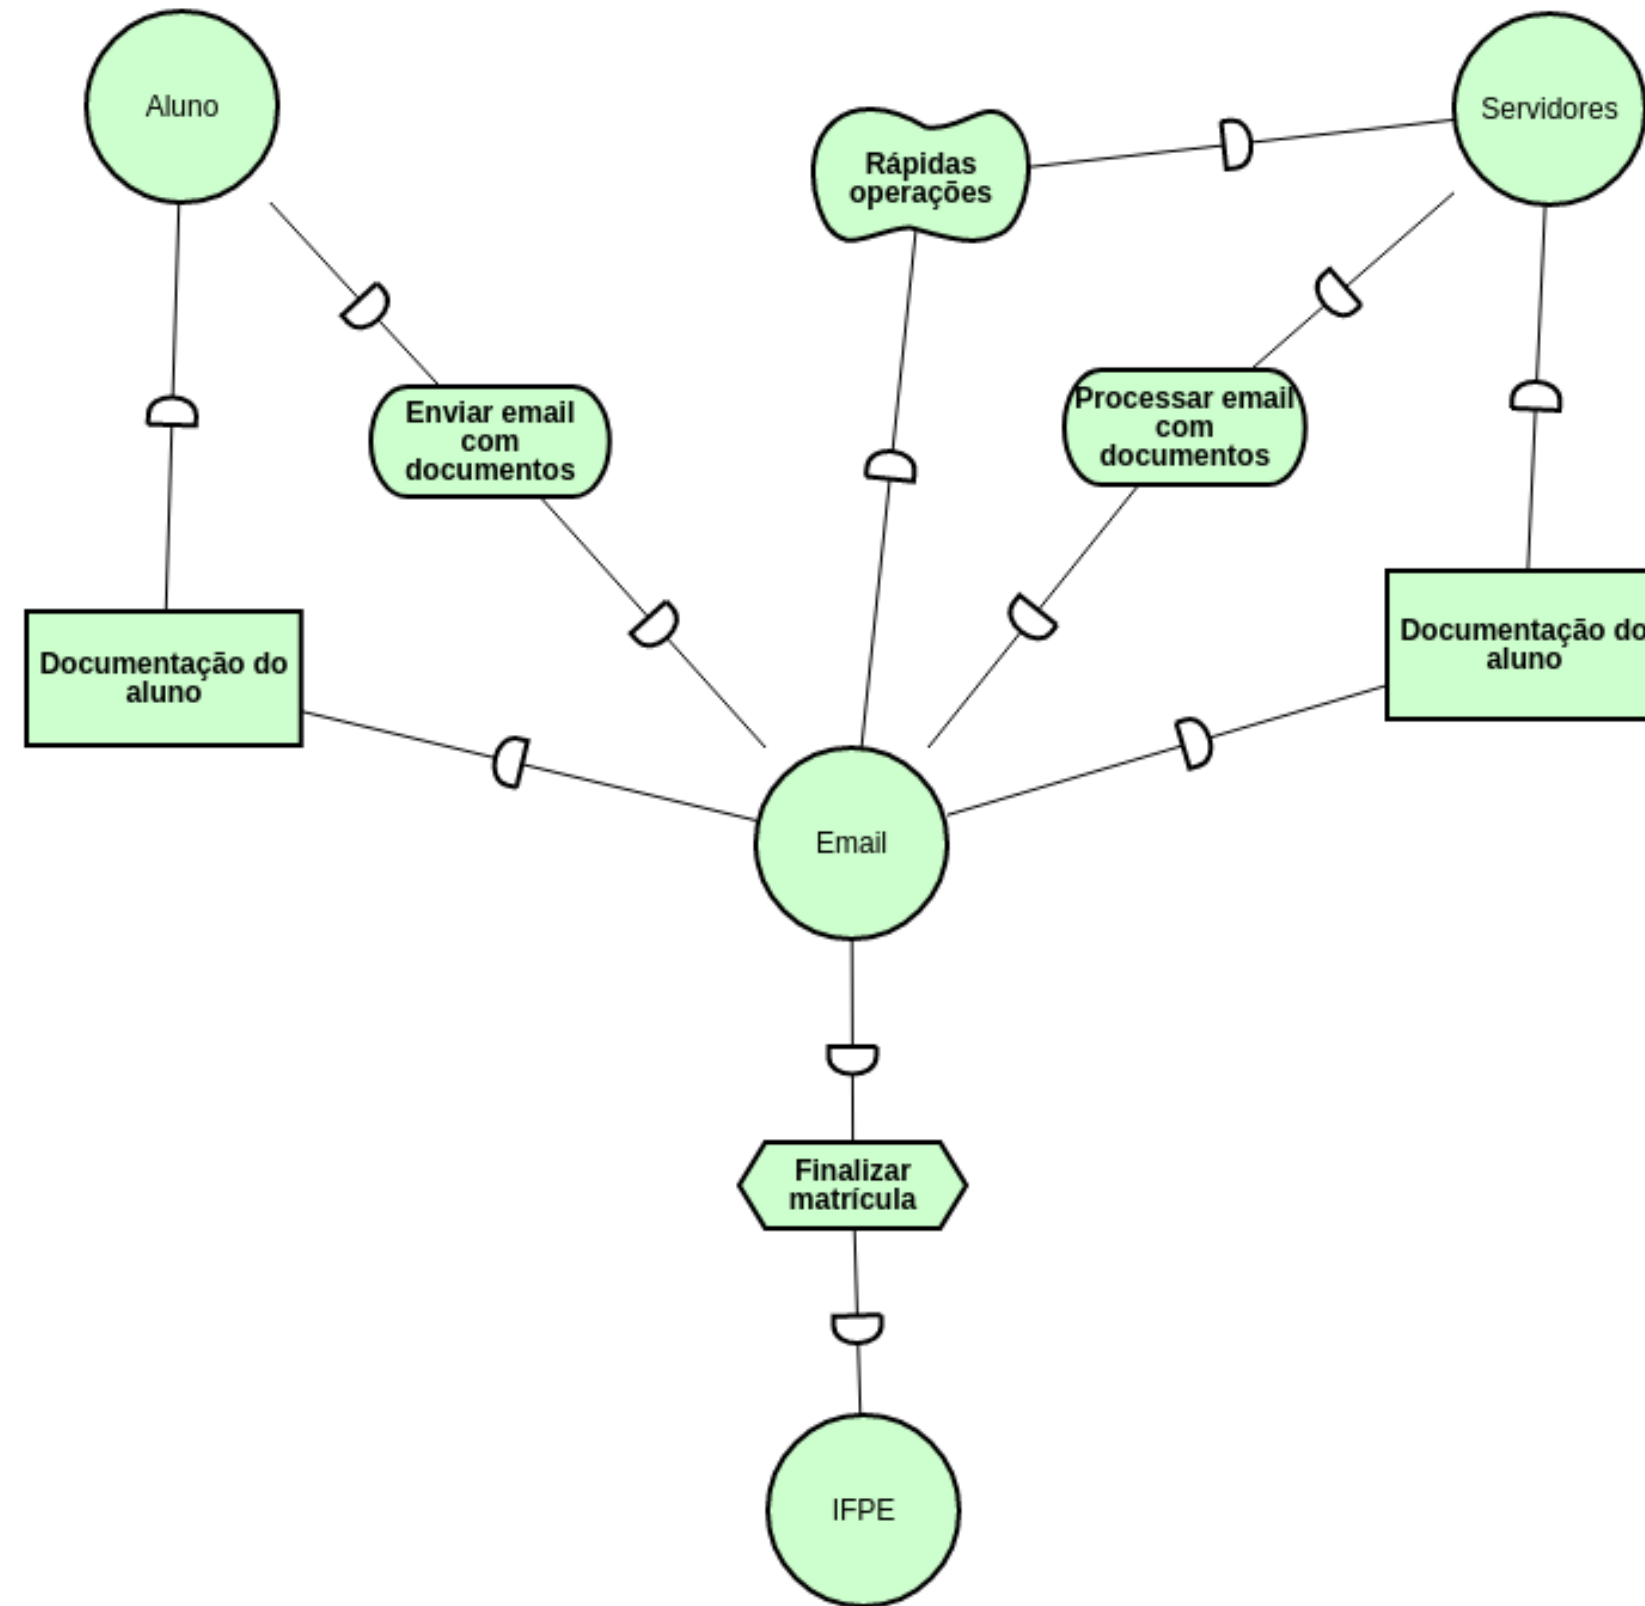 Aluno
Servidores
Rápidas
operações
Enviar email
com
documentos
Processar email
com
documentos
Documentação do
aluno
Documentação do
aluno
Email
Finalizar
matrícula
IFPE